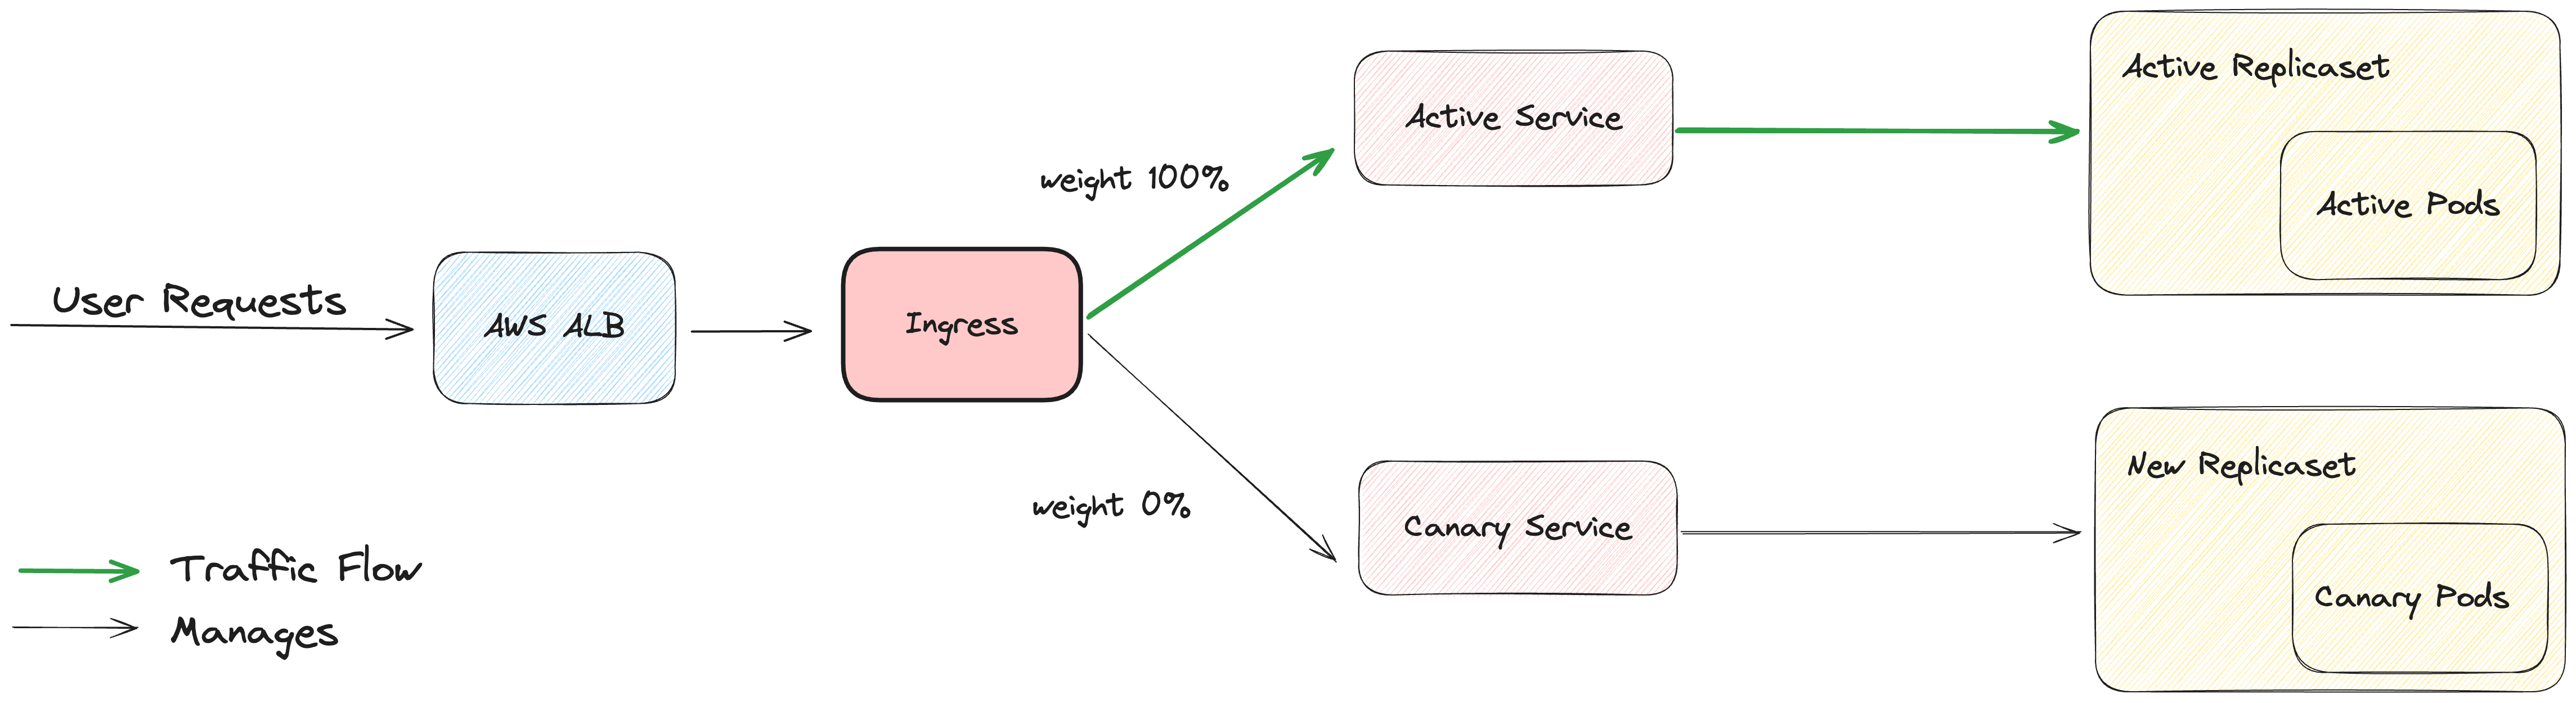 User Requests
AWS ALB
Ingress
weight 100%
weight 0%
Active Service
Canary Service
Active Replicaset
Active Pods
New Replicaset
Canary Pods
Traffic Flow
Manages